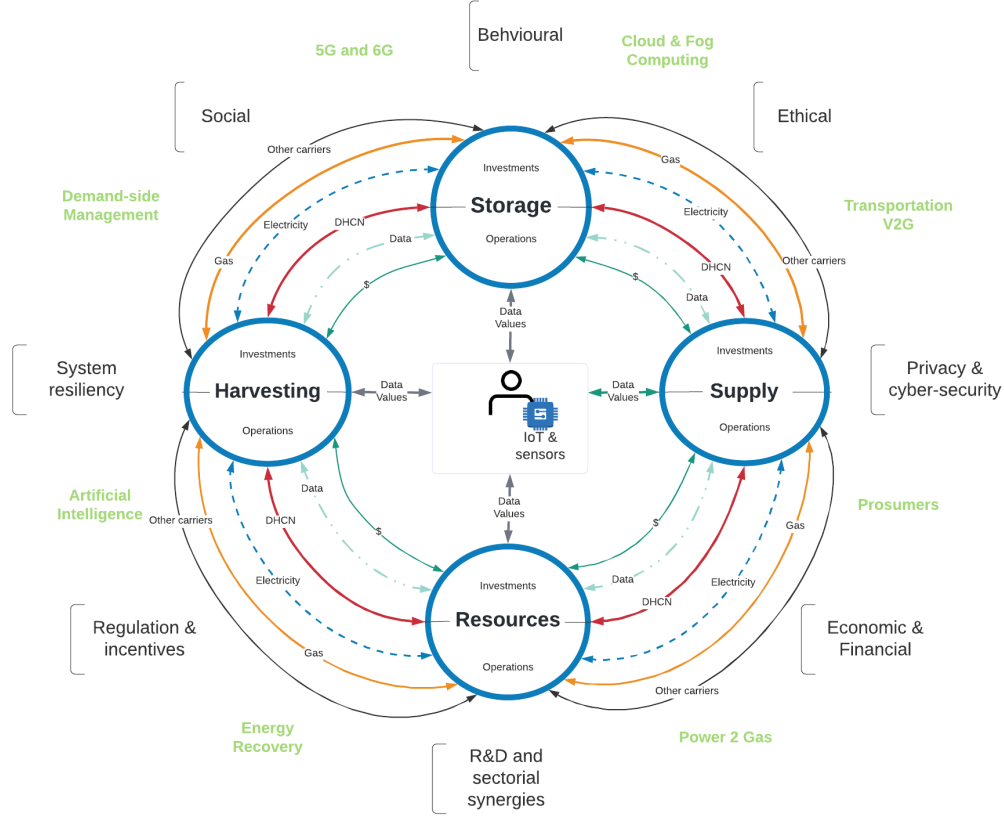 Behvioural
5G and 6G
Cloud & Fog
Computing
Social
Ethical
Other carriers
Gas
Investments
Storage
Operations
Demand-side
Management
Transportation
V2G
Electricity
DHCN
Data
Gas
$
Electricity
DHCN
Other carriers
Data
$
Data
Values
System
resiliency
Investments
Harvesting
Operations
Data
Values
IoT &
sensors
Data
Values
Investments
Supply
Operations
Privacy &
cyber-security
Artificial
Intelligence
Other carriers
Data
DHCN
$
Electricity
Gas
Data
Values
Prosumers
Gas
$
Data
Electricity
DHCN
Other carriers
Investments
Resources
Operations
Regulation &
incentives
Economic &
Financial
Energy
Recovery
Power 2 Gas
R&D and
sectorial
synergies